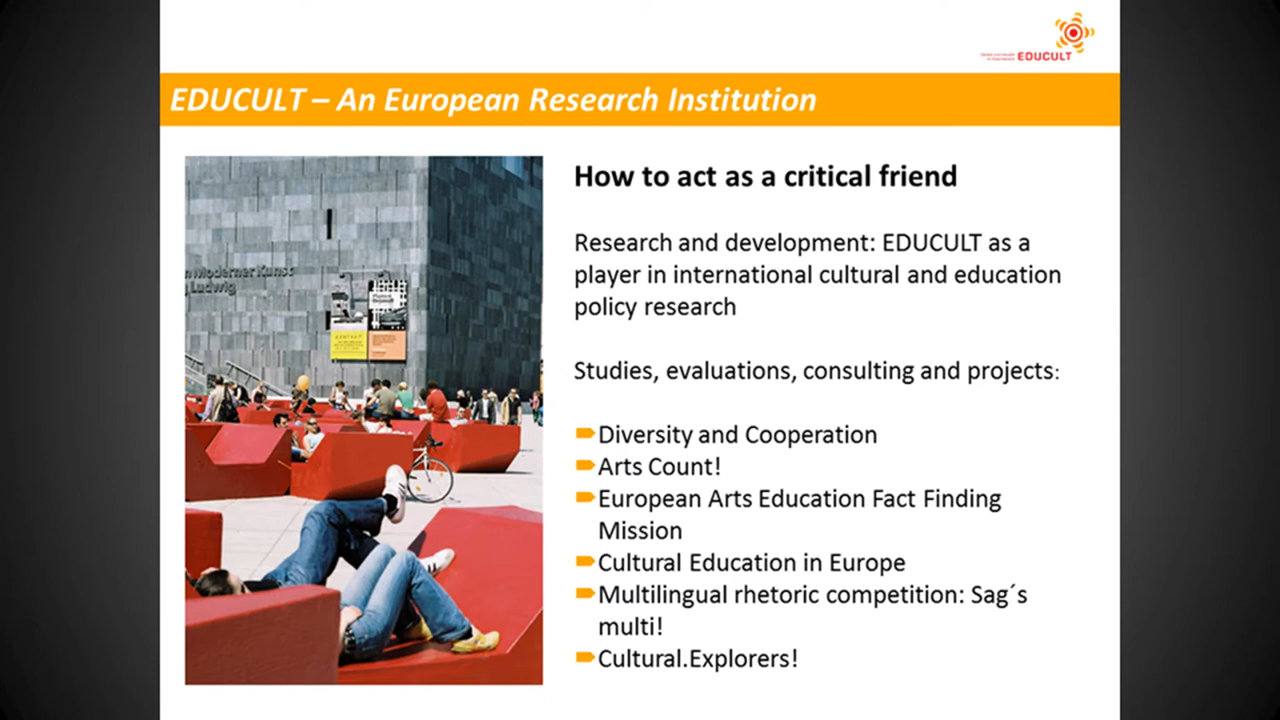 EDUCULT
EDUCULT – An European Research Institution
n Moderner Kunst
Ludwig
How to act as a critical friend
Research and development: EDUCULT as a
player in international cultural and education
policy research
Studies, evaluations, consulting and projects:
Diversity and Cooperation
Arts Count!
European Arts Education Fact Finding
Mission
Cultural Education in Europe
Multilingual rhetoric competition: Sag´s
multi!
Cultural.Explorers!